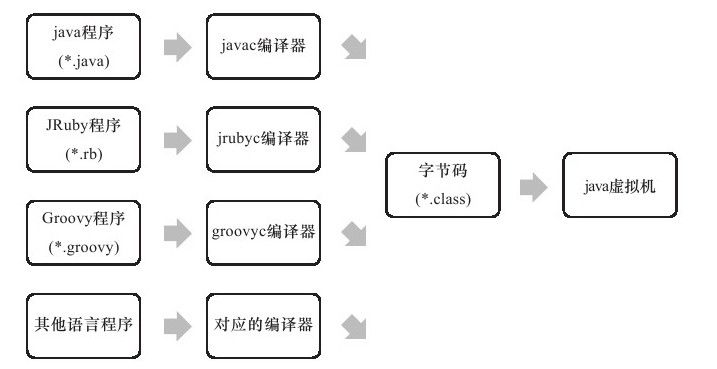 java程序
(*.java)
javac编译器
JRuby程序
(*.rb)
jrubyc编译器
Groovy程序
(*.groovy)
groovyc编译器
其他语言程序
对应的编译器
字节码
(*.class)
java虚拟机